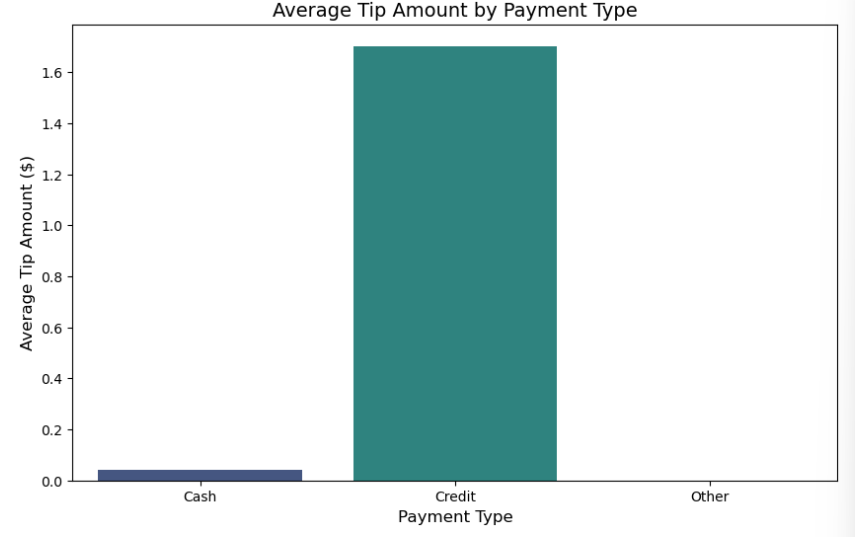 Average Tip Amount by Payment Type
Average Tip Amount ($)
1.6
1.4
1.2
1.0
0.8
0.6
0.4
0.2
0.0
Cash Credit Other
Payment Type